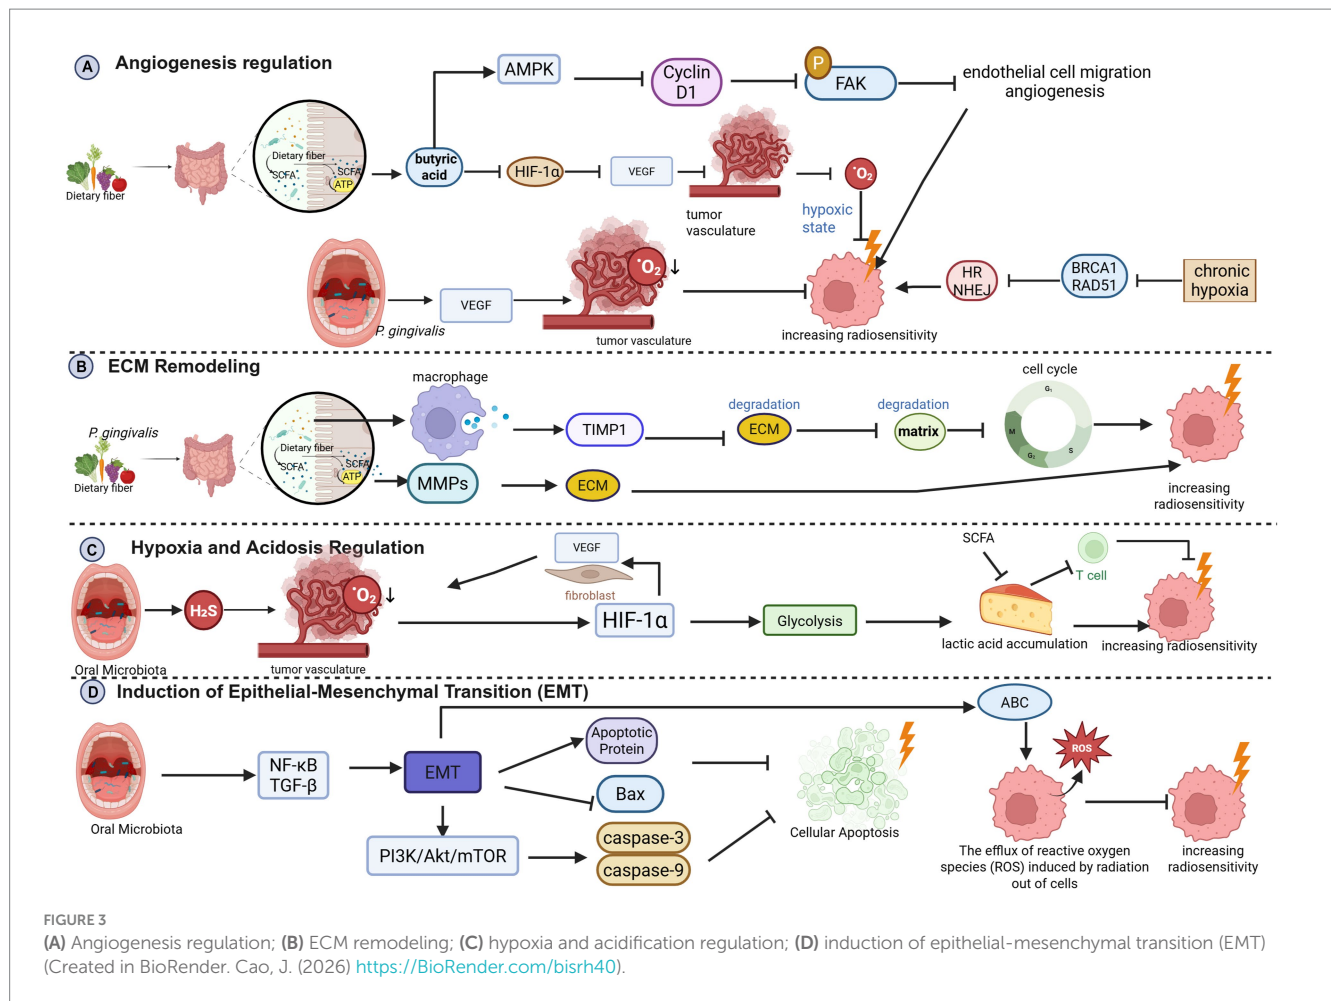 A
Angiogenesis regulation
AMPK
Cyclin
D1
P
FAK
endothelial cell migration
angiogenesis
Dietary fiber
Dietary fiber
SCFA
SCFA
ATP
butyric
acid
HIF-1α
VEGF
tumor
vasculature
·O₂
hypoxic
state
P. gingivalis
VEGF
·O₂
tumor vasculature
increasing radiosensitivity
HR
NHEJ
BRCA1
RAD51
chronic
hypoxia
B
ECM Remodeling
P. gingivalis
Dietary fiber
Dietary fiber
SCFA
SCFA
ATP
macrophage
TIMP1
degradation
ECM
degradation
matrix
cell cycle
G₁
M
G₂
S
MMPs
ECM
increasing
radiosensitivity
C
Hypoxia and Acidosis Regulation
Oral Microbiota
H₂S
·O₂
tumor vasculature
VEGF
fibroblast
HIF-1α
Glycolysis
SCFA
T cell
lactic acid accumulation
increasing radiosensitivity
D
Induction of Epithelial-Mesenchymal Transition (EMT)
Oral Microbiota
NF-κB
TGF-β
EMT
Apoptotic
Protein
Bax
PI3K/Akt/mTOR
caspase-3
caspase-9
Cellular Apoptosis
ABC
ROS
The efflux of reactive oxygen
species (ROS) induced by radiation
out of cells
increasing
radiosensitivity
FIGURE 3
(A) Angiogenesis regulation; (B) ECM remodeling; (C) hypoxia and acidification regulation; (D) induction of epithelial-mesenchymal transition (EMT)
(Created in BioRender. Cao, J. (2026) https://BioRender.com/bisrh40).